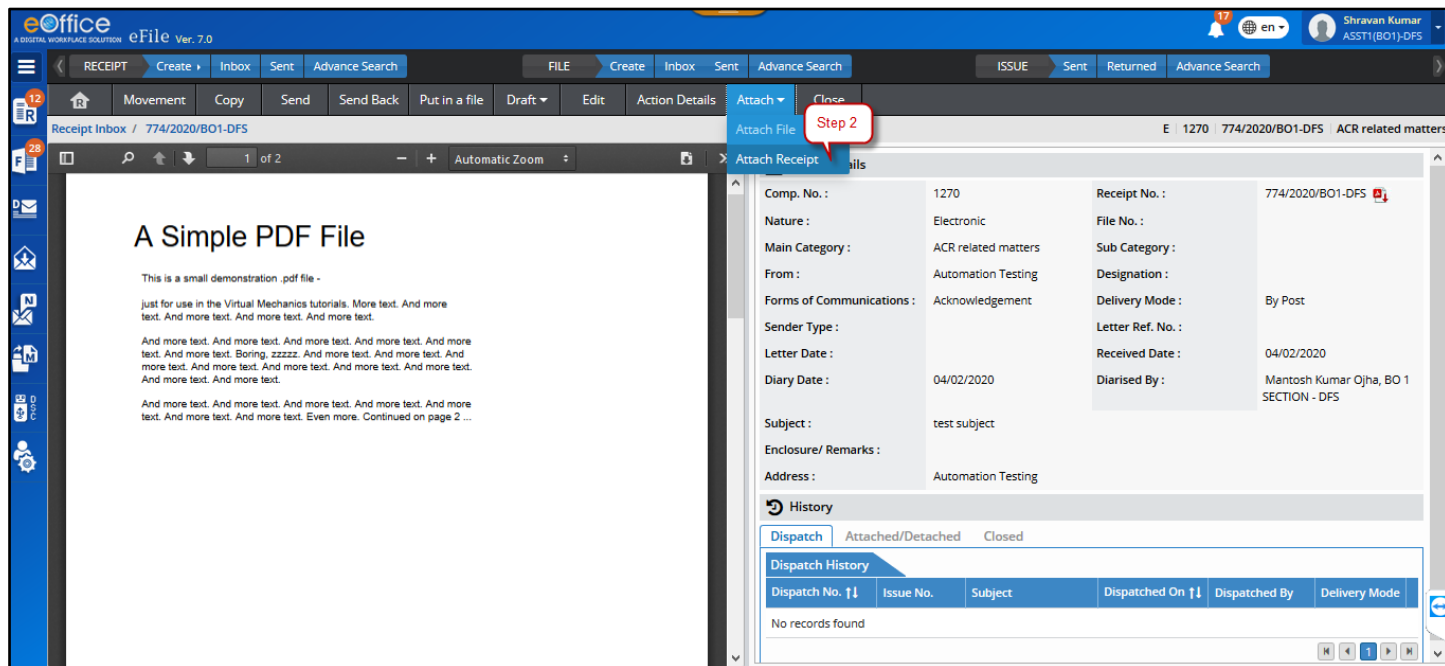 eOffice
A DIGITAL WORKPLACE SOLUTION eFile Ver. 7.0
17 en Shravan Kumar
ASST1(BO1)-DFS
RECEIPT Create Inbox Sent Advance Search FILE Create Inbox Sent Advance Search ISSUE Sent Returned Advance Search
12 R R Movement Copy Send Send Back Put in a file Draft Edit Action Details Attach Close
Receipt Inbox / 774/2020/BO1-DFS Attach File Step 2 E 1270 774/2020/BO1-DFS ACR related matters
28 F 1 of 2 − + Automatic Zoom Attach Receipt ails
Comp. No. : 1270 Receipt No. : 774/2020/BO1-DFS
D Nature : Electronic File No. :
A Simple PDF File
Main Category : ACR related matters Sub Category :
This is a small demonstration .pdf file - From : Automation Testing Designation :
just for use in the Virtual Mechanics tutorials. More text. And more Forms of Communications : Acknowledgement Delivery Mode : By Post
text. And more text. And more text. And more text.
N Sender Type : Letter Ref. No. :
And more text. And more text. And more text. And more text. And more
text. And more text. Boring, zzzzz. And more text. And more text. And Letter Date : Received Date : 04/02/2020
M more text. And more text. And more text. And more text. And more text.
And more text. And more text. Diary Date : 04/02/2020 Diarised By : Mantosh Kumar Ojha, BO 1
SECTION - DFS
DSC And more text. And more text. And more text. And more text. And more
text. And more text. And more text. Even more. Continued on page 2 ...
Subject : test subject
Enclosure/ Remarks :
Address : Automation Testing
History
Dispatch Attached/Detached Closed
Dispatch History
Dispatch No. Issue No. Subject Dispatched On Dispatched By Delivery Mode
No records found
1